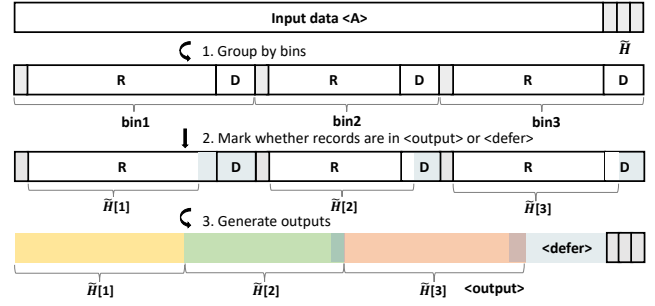 Input data <A>
H̃
1. Group by bins
R D R D R D
bin1 bin2 bin3
2. Mark whether records are in <output> or <defer>
R D R D R D
H̃[1] H̃[2] H̃[3]
3. Generate outputs
<defer>
H̃[1] H̃[2] H̃[3] <output>